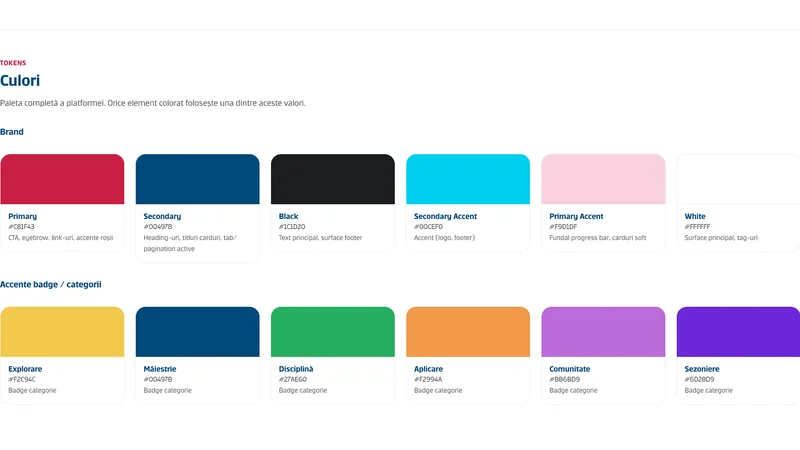 TOKENS
Culori
Paleta completă a platformei. Orice element colorat folosește una dintre aceste valori.
Brand
Primary
#C81F43
CTA, eyebrow, link-uri, accente roșii
Secondary
#00497B
Heading-uri, titluri carduri, tab/
pagination active
Black
#1C1D20
Text principal, surface footer
Secondary Accent
#00CEF0
Accent (logo, footer)
Primary Accent
#F9D1DF
Fundal progress bar, carduri soft
White
#FFFFFF
Surface principal, tag-uri
Accente badge / categorii
Explorare
#F2C94C
Badge categorie
Măiestrie
#00497B
Badge categorie
Disciplină
#27AE60
Badge categorie
Aplicare
#F2994A
Badge categorie
Comunitate
#BB6BD9
Badge categorie
Sezoniere
#6D28D9
Badge categorie